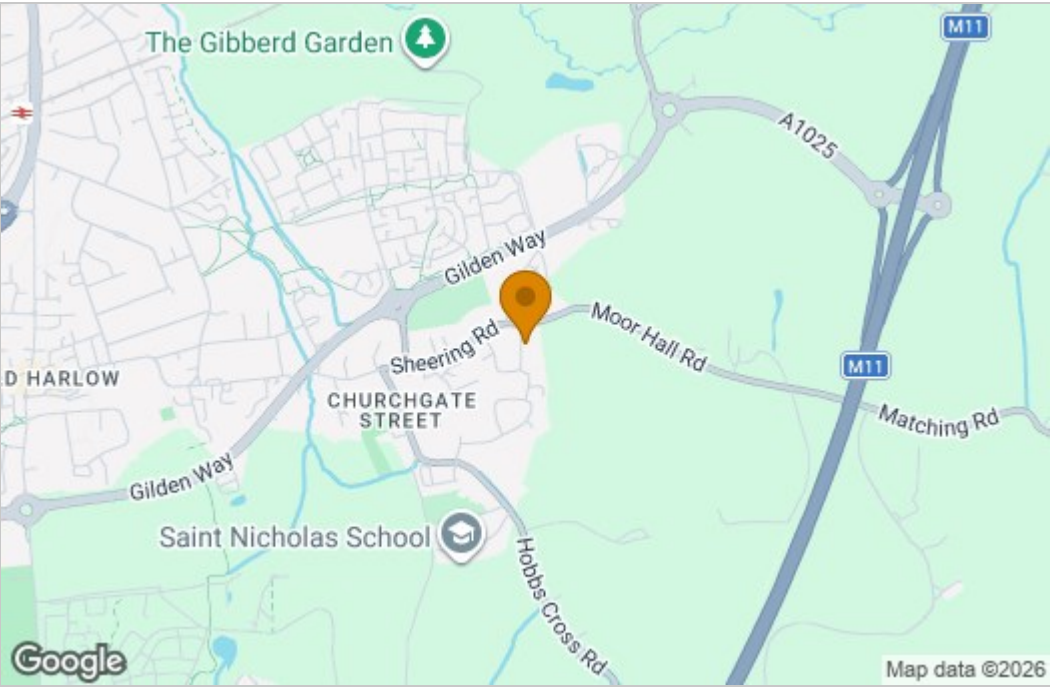 M11
The Gibberd Garden
A1025
Gilden Way
Moor Hall Rd
Sheering Rd
M11
D HARLOW
CHURCHGATE
STREET
Matching Rd
Gilden Way
Saint Nicholas School
Hobbs Cross Rd
Google
Map data ©2026